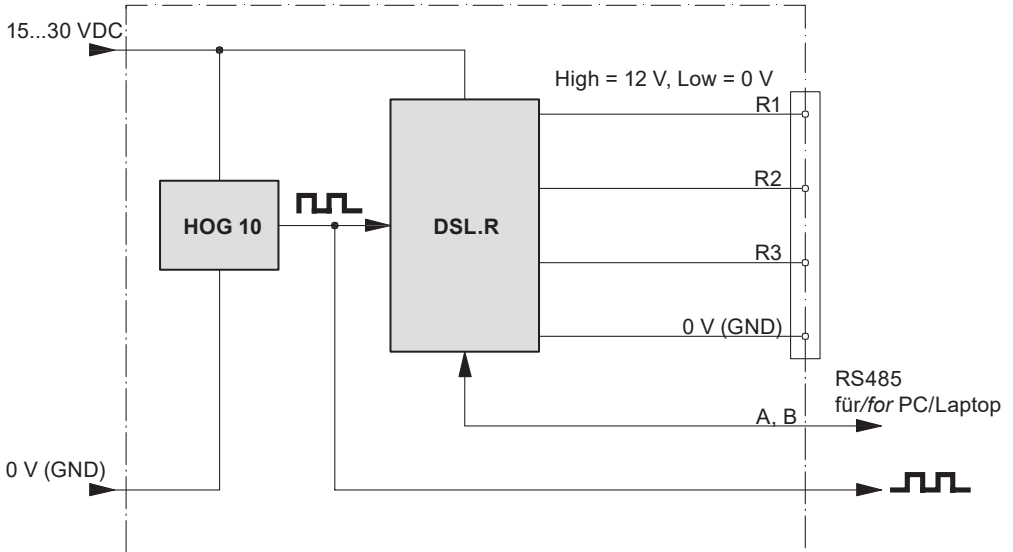 15...30 VDC
High = 12 V, Low = 0 V
R1
R2
HOG 10
DSL.R
R3
0 V (GND)
RS485
für/for PC/Laptop
A, B
0 V (GND)